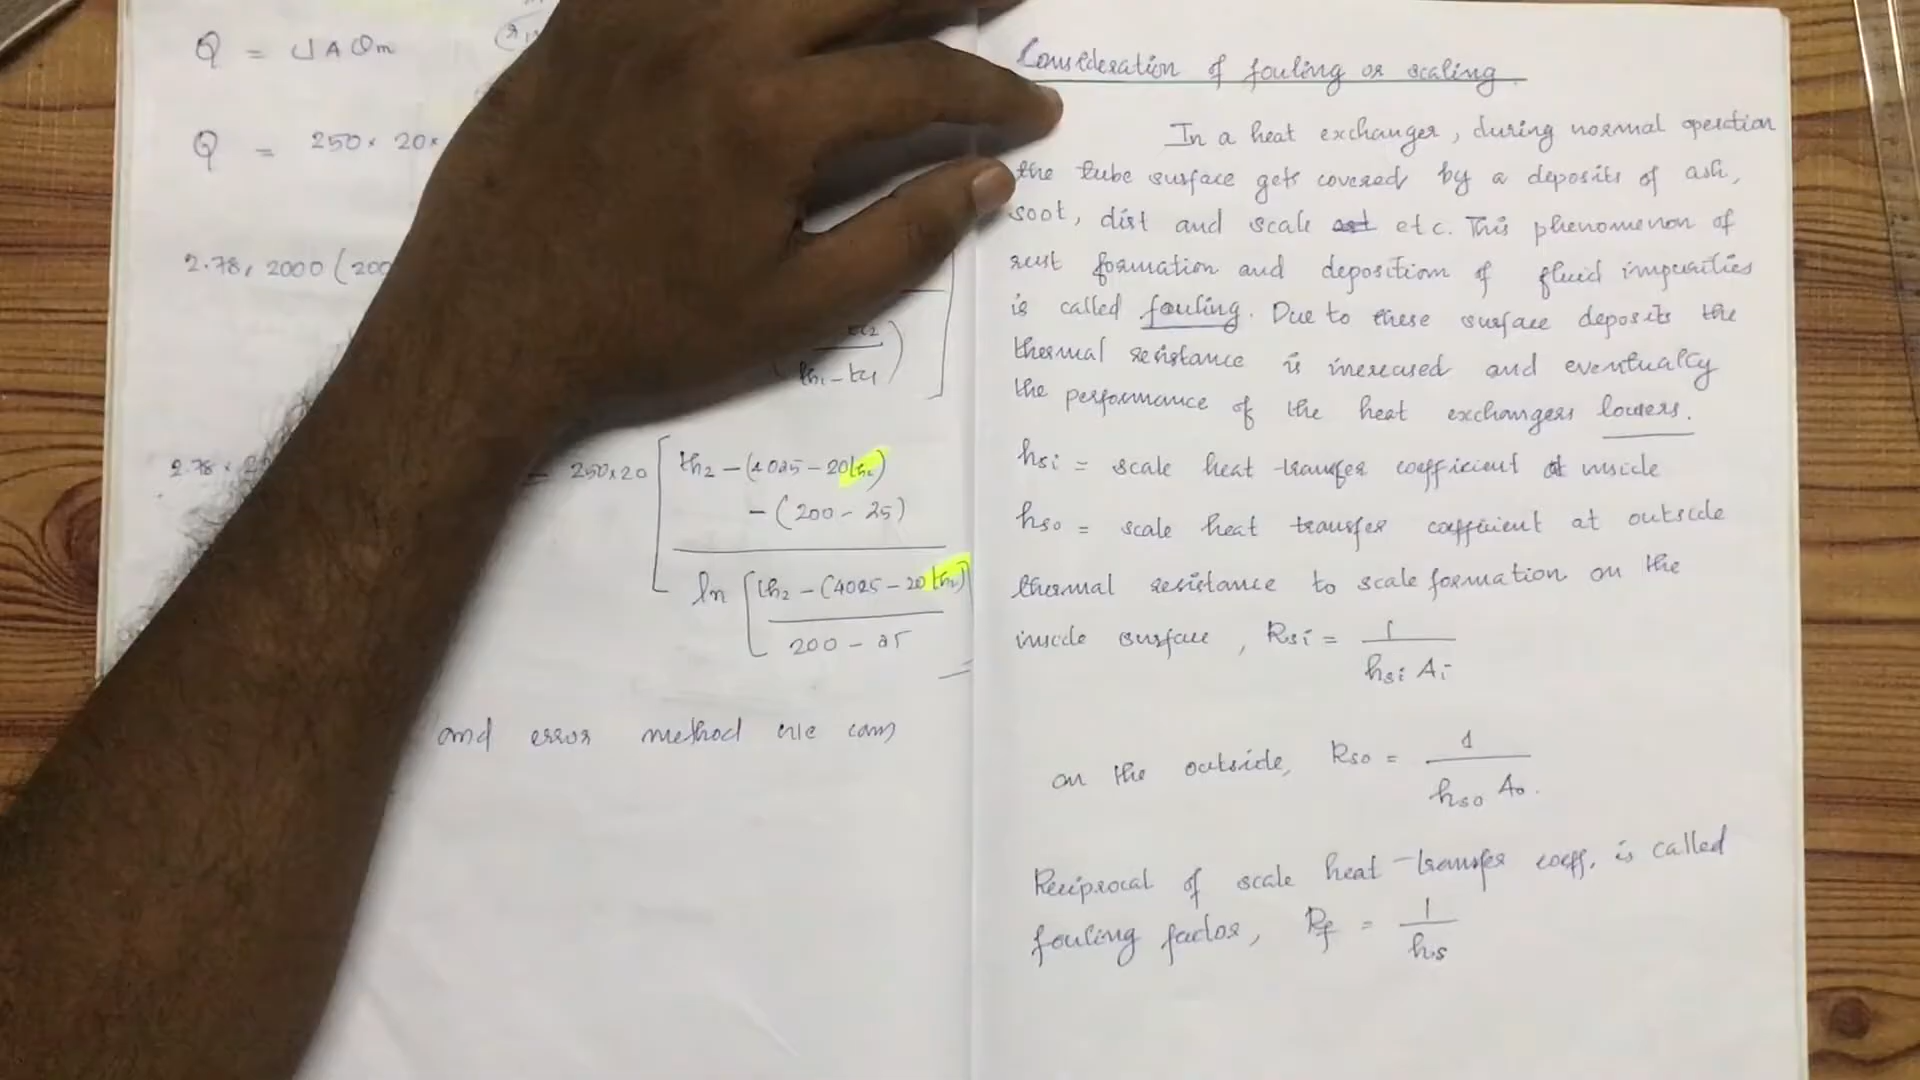 Q = U A θm
Q = 250 × 20 ×
2.78 × 2000 (200
th1 - tc1
2.78 ×
= 250×20 [ th2 - (4025 - 20th2)
- (200 - 25)
ln [ th2 - (4025 - 20th2)
200 - 25
=
and error method we can
Consideration of fouling or scaling.
In a heat exchanger, during normal operation
the tube surface gets covered by a deposits of ash,
soot, dirt and scale etc. This phenomenon of
rust formation and deposition of fluid impurities
is called fouling. Due to these surface deposits the
thermal resistance is increased and eventually
the performance of the heat exchangers lowers.
hsi = scale heat transfer coefficient at inside
hso = scale heat transfer coefficient at outside
thermal resistance to scale formation on the
inside surface, Rsi = 1
hsi Ai
on the outside, Rso = 1
hso Ao.
Reciprocal of scale heat transfer coeff. is called
fouling factor, Rf = 1
hs